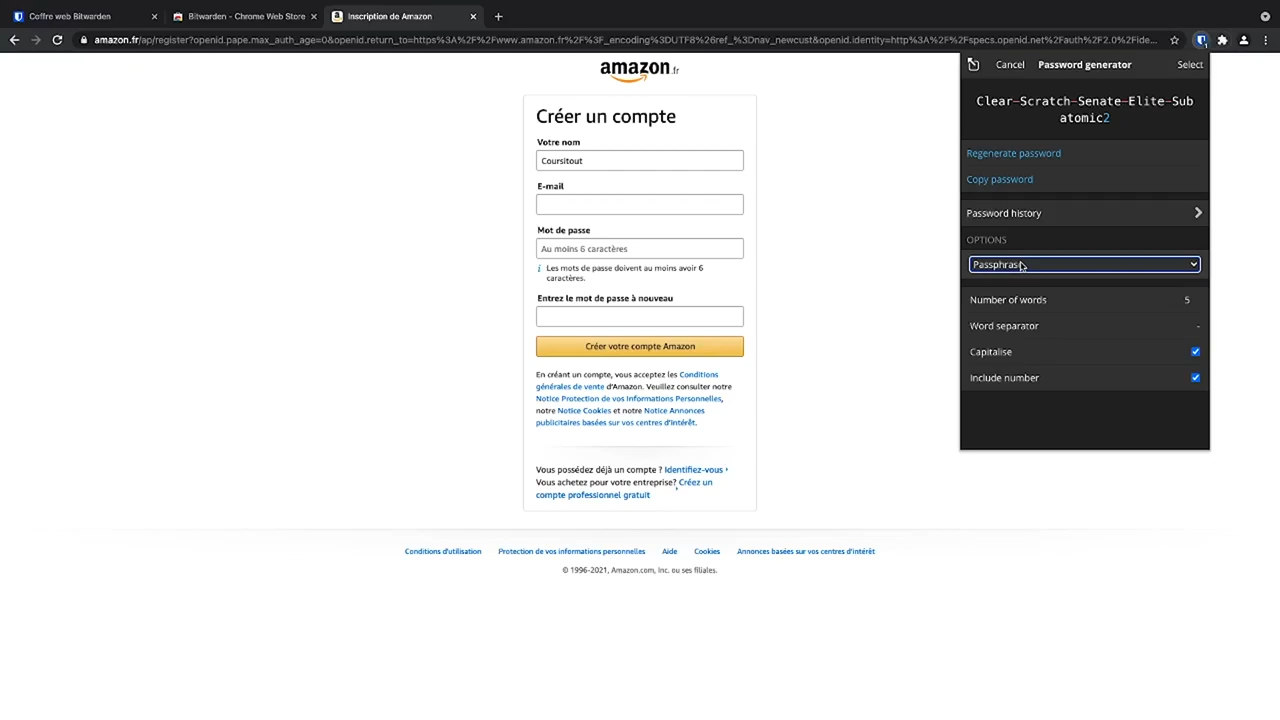 Coffre web Bitwarden
Bitwarden - Chrome Web Store
Inscription de Amazon
amazon.fr/ap/register?openid.pape.max_auth_age=0&openid.return_to=https%3A%2F%2Fwww.amazon.fr%2F%3F_encoding%3DUTF8%26ref_%3Dnav_newcust&openid.identity=http%3A%2F%2Fspecs.openid.net%2Fauth%2F2.0%2Fide...
amazon.fr
Créer un compte
Votre nom
Coursitout
E-mail
Mot de passe
Au moins 6 caractères
i Les mots de passe doivent au moins avoir 6
caractères.
Entrez le mot de passe à nouveau
Créer votre compte Amazon
En créant un compte, vous acceptez les Conditions
générales de vente d'Amazon. Veuillez consulter notre
Notice Protection de vos Informations Personnelles,
notre Notice Cookies et notre Notice Annonces
publicitaires basées sur vos centres d'intérêt.
Vous possédez déjà un compte ? Identifiez-vous
Vous achetez pour votre entreprise? Créez un
compte professionnel gratuit
Conditions d'utilisation
Protection de vos informations personnelles
Aide
Cookies
Annonces basées sur vos centres d'intérêt
© 1996-2021, Amazon.com, Inc. ou ses filiales.
Cancel
Password generator
Select
Clear-Scratch-Senate-Elite-Sub
atomic2
Regenerate password
Copy password
Password history
OPTIONS
Passphrase
Number of words 5
Word separator -
Capitalise
Include number